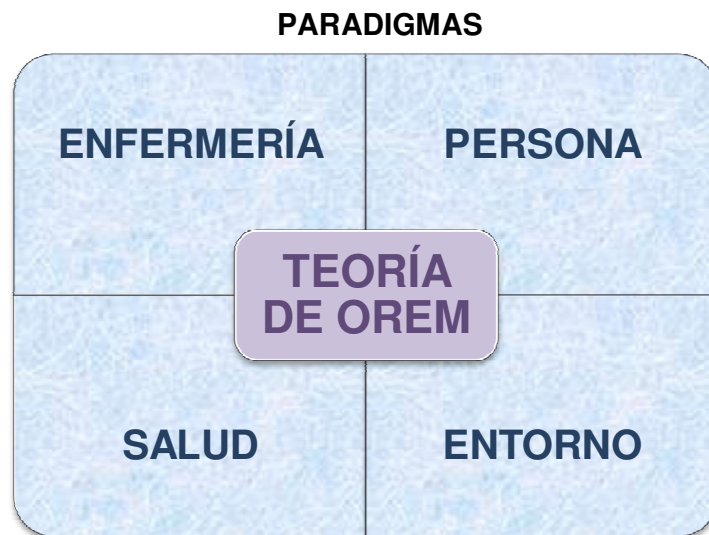 PARADIGMAS
ENFERMERÍA
PERSONA
TEORÍA
DE OREM
SALUD
ENTORNO